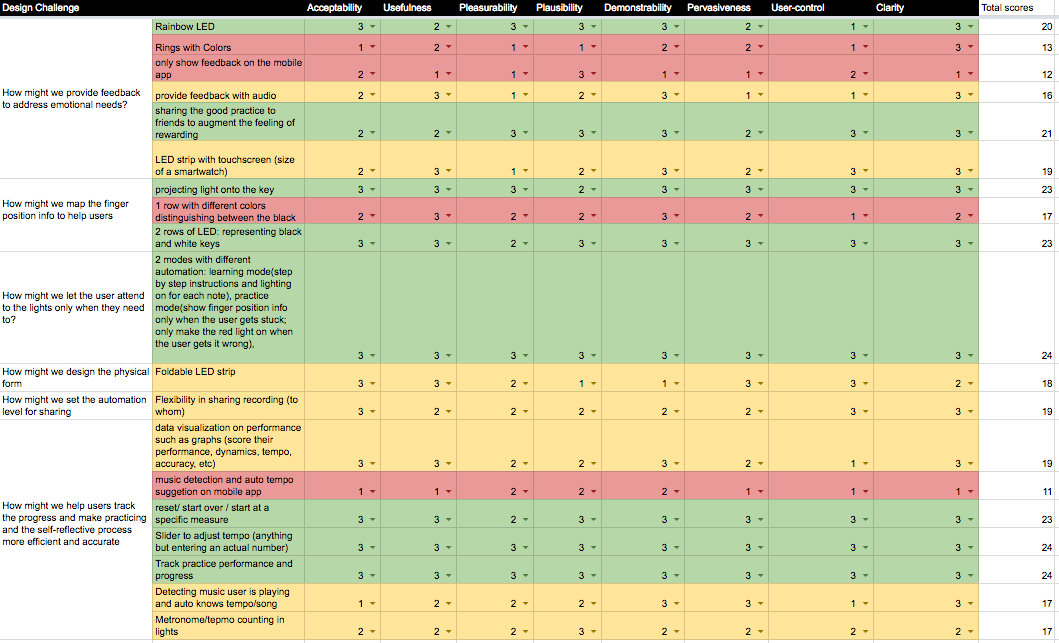 Design Challenge Acceptability Usefulness Pleasurability Plausibility Demonstrability Pervasiveness User-control Clarity Total scores
How might we provide feedback
to address emotional needs?
Rainbow LED 3 2 3 3 3 2 1 3 20
Rings with Colors 1 2 1 1 2 2 1 3 13
only show feedback on the mobile
app 2 1 1 3 1 1 2 1 12
provide feedback with audio 2 3 1 2 3 1 1 3 16
sharing the good practice to
friends to augment the feeling of
rewarding 2 2 3 3 3 2 3 3 21
LED strip with touchscreen (size
of a smartwatch) 2 3 1 2 3 2 3 3 19
How might we map the finger
position info to help users
projecting light onto the key 3 3 3 2 3 3 3 3 23
1 row with different colors
distinguishing between the black 2 3 2 2 3 2 1 2 17
2 rows of LED: representing black
and white keys 3 3 2 3 3 3 3 3 23
How might we let the user attend
to the lights only when they need
to?
2 modes with different
automation: learning mode(step
by step instructions and lighting
on for each note), practice
mode(show finger position info
only when the user gets stuck;
only make the red light on when
the user gets it wrong),
3 3 3 3 3 3 3 3 24
How might we design the physical
form
Foldable LED strip
3 3 2 1 1 3 3 2 18
How might we set the automation
level for sharing
Flexibility in sharing recording (to
whom) 3 2 2 2 2 2 3 3 19
How might we help users track
the progress and make practicing
and the self-reflective process
more efficient and accurate
data visualization on performance
such as graphs (score their
performance, dynamics, tempo,
accuracy, etc) 3 3 2 2 3 2 1 3 19
music detection and auto tempo
suggetion on mobile app 1 1 2 2 2 1 1 1 11
reset/ start over / start at a
specific measure 3 3 2 3 3 3 3 3 23
Slider to adjust tempo (anything
but entering an actual number) 3 3 3 3 3 3 3 3 24
Track practice performance and
progress 3 3 3 3 3 3 3 3 24
Detecting music user is playing
and auto knows tempo/song 1 2 2 2 3 3 1 3 17
Metronome/tepmo counting in
lights 2 2 2 3 2 2 2 2 17